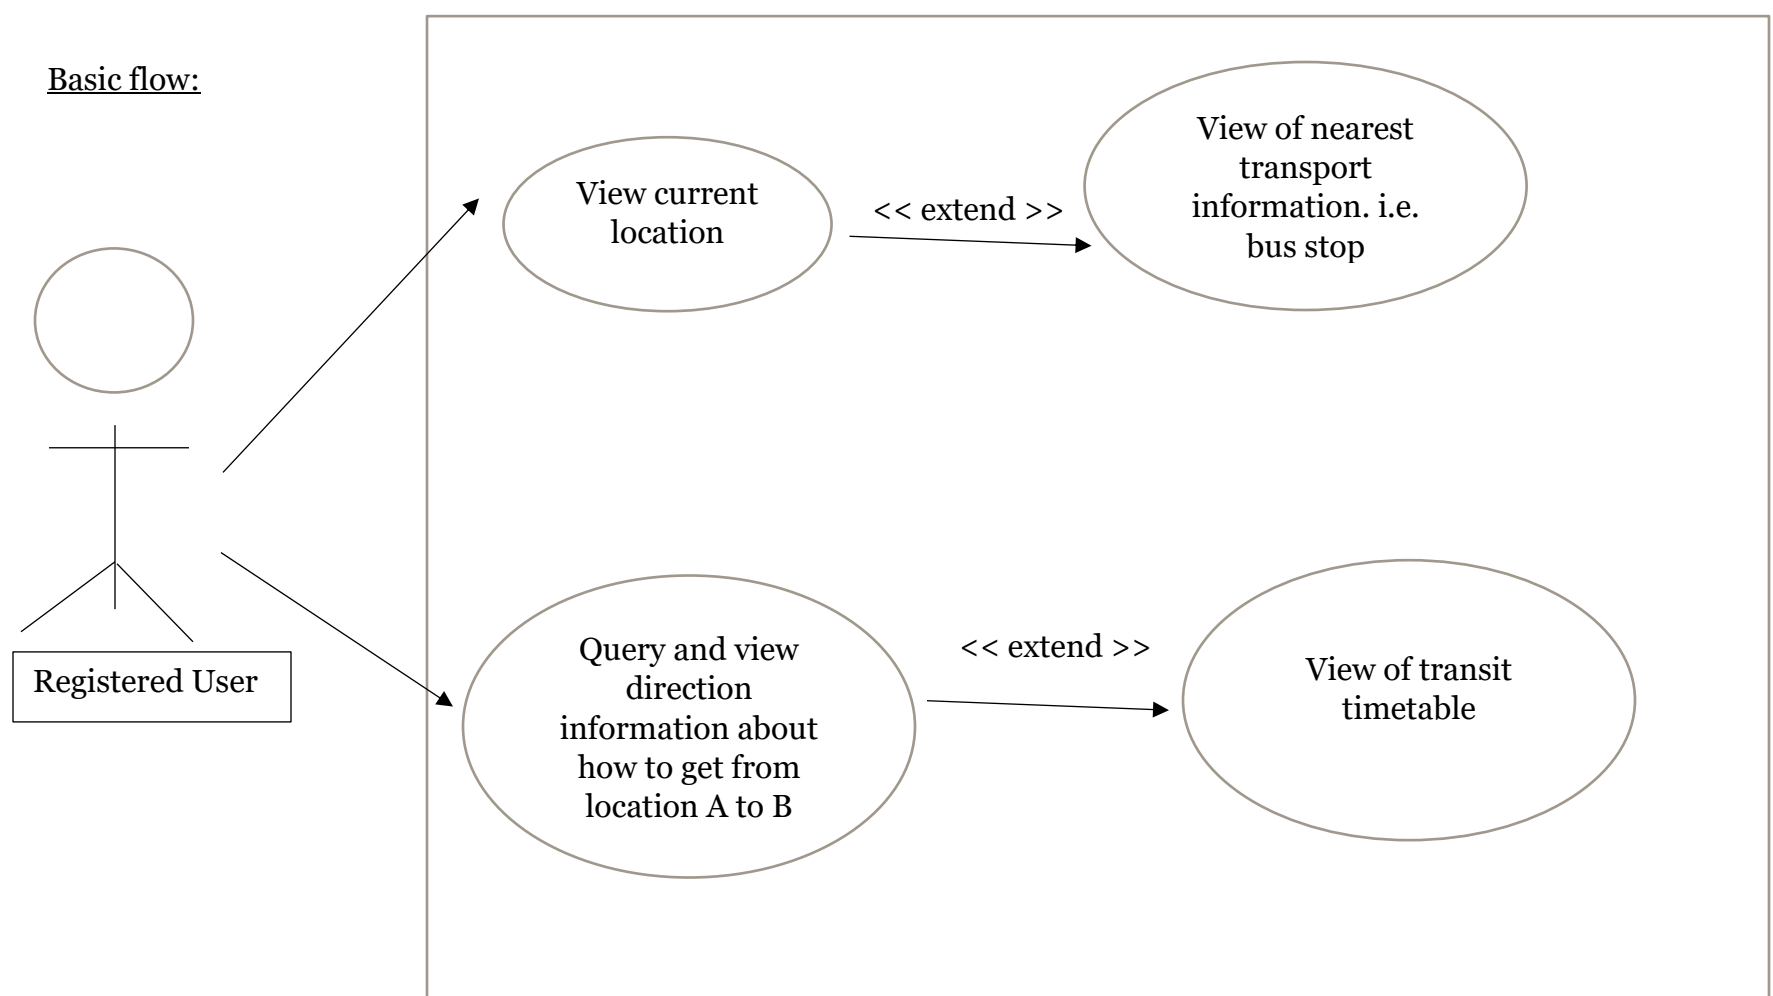 Basic flow:
View current
location
<< extend >>
View of nearest
transport
information. i.e.
bus stop
Registered User
Query and view
direction
information about
how to get from
location A to B
<< extend >>
View of transit
timetable